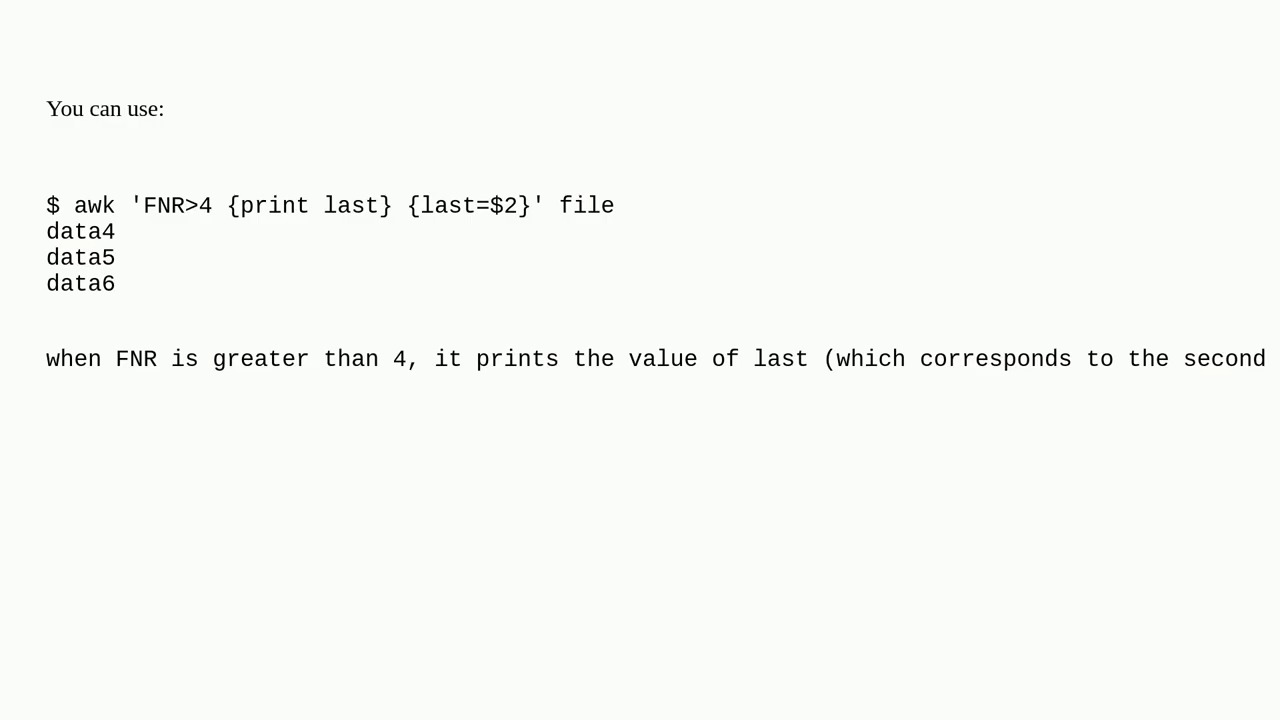 You can use:
$ awk 'FNR>4 {print last} {last=$2}' file
data4
data5
data6
when FNR is greater than 4, it prints the value of last (which corresponds to the second